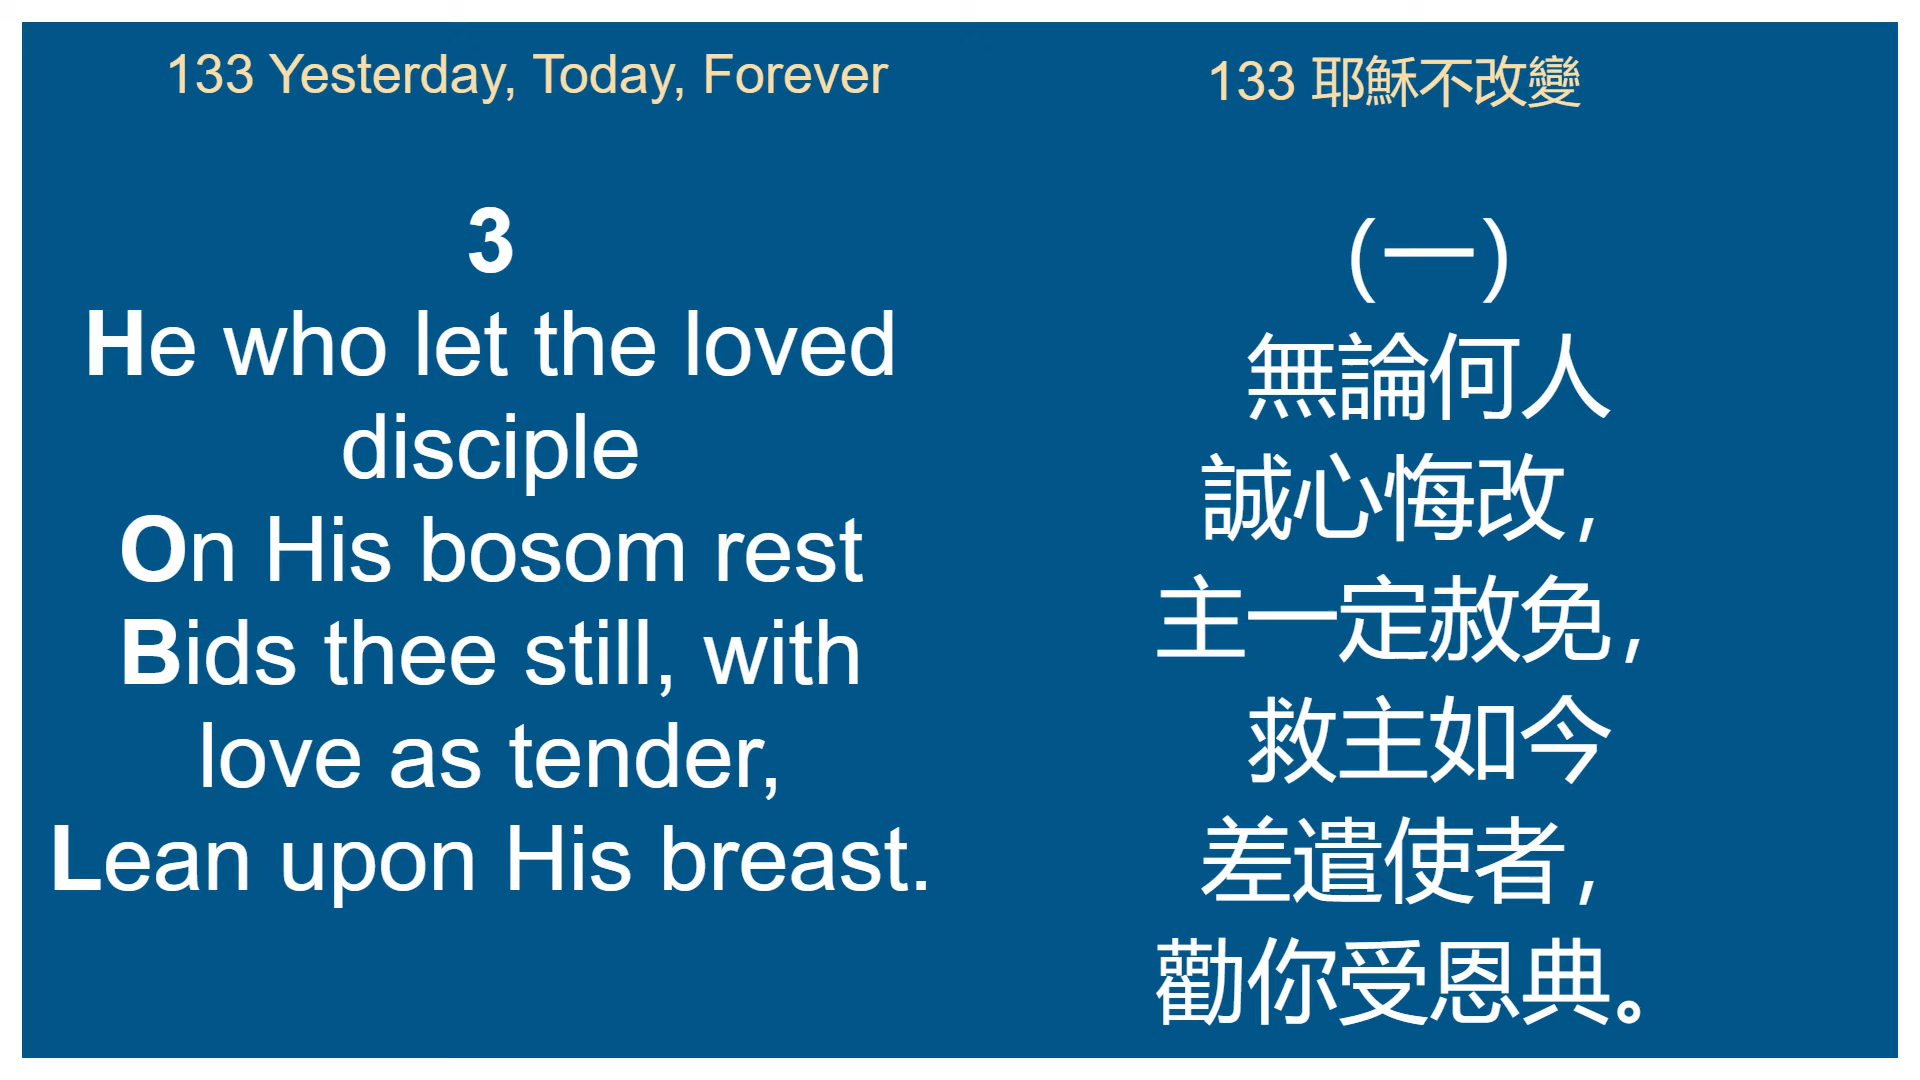 133 Yesterday, Today, Forever
3
He who let the loved
disciple
On His bosom rest
Bids thee still, with
love as tender,
Lean upon His breast.
133 耶穌不改變
(一)
無論何人
誠心悔改，
主一定赦免，
救主如今
差遣使者，
勸你受恩典。